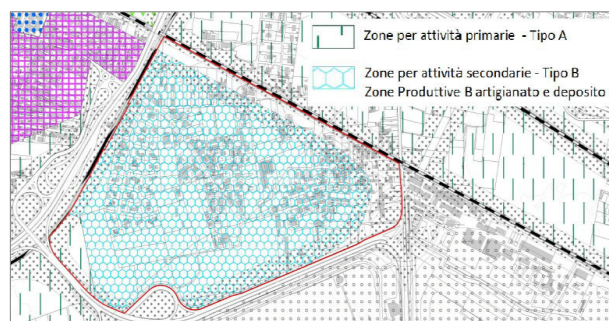 Zone per attività primarie - Tipo A
Zone per attività secondarie - Tipo B
Zone Produttive B artigianato e deposito